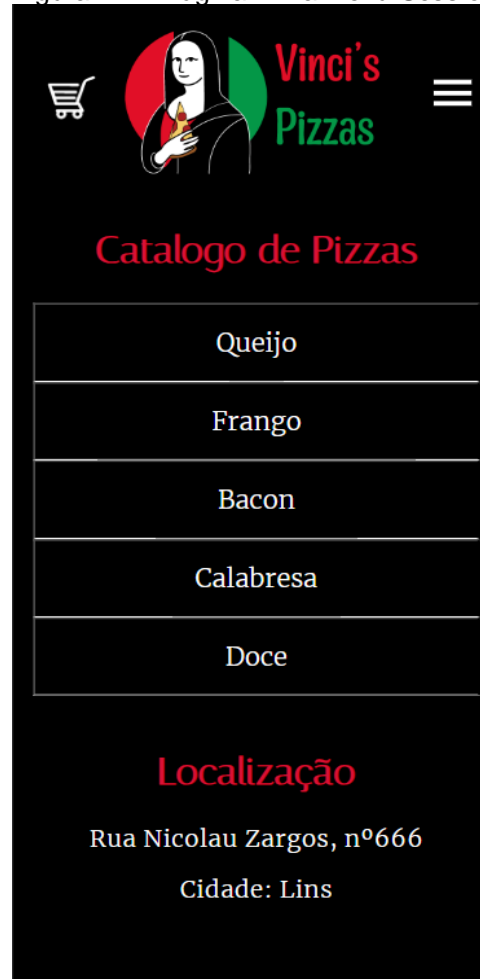 Vinci's
Pizzas
Catalogo de Pizzas
Queijo
Frango
Bacon
Calabresa
Doce
Localização
Rua Nicolau Zargos, nº666
Cidade: Lins